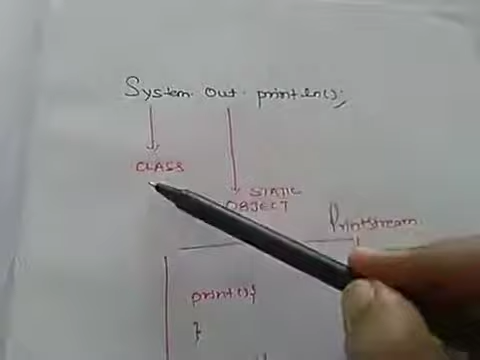 System. out. println();
CLASS
STATIC
OBJECT
Printstream
print(){
}